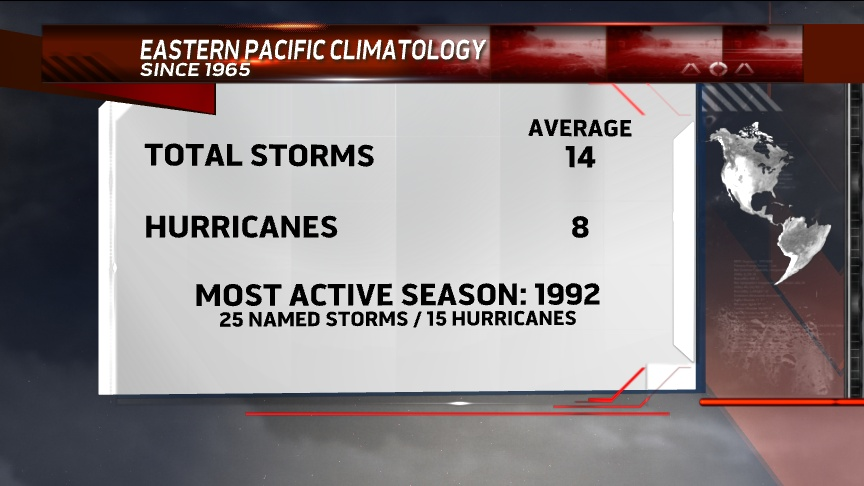 EASTERN PACIFIC CLIMATOLOGY
SINCE 1965
AVERAGE
TOTAL STORMS 14
HURRICANES 8
MOST ACTIVE SEASON: 1992
25 NAMED STORMS / 15 HURRICANES